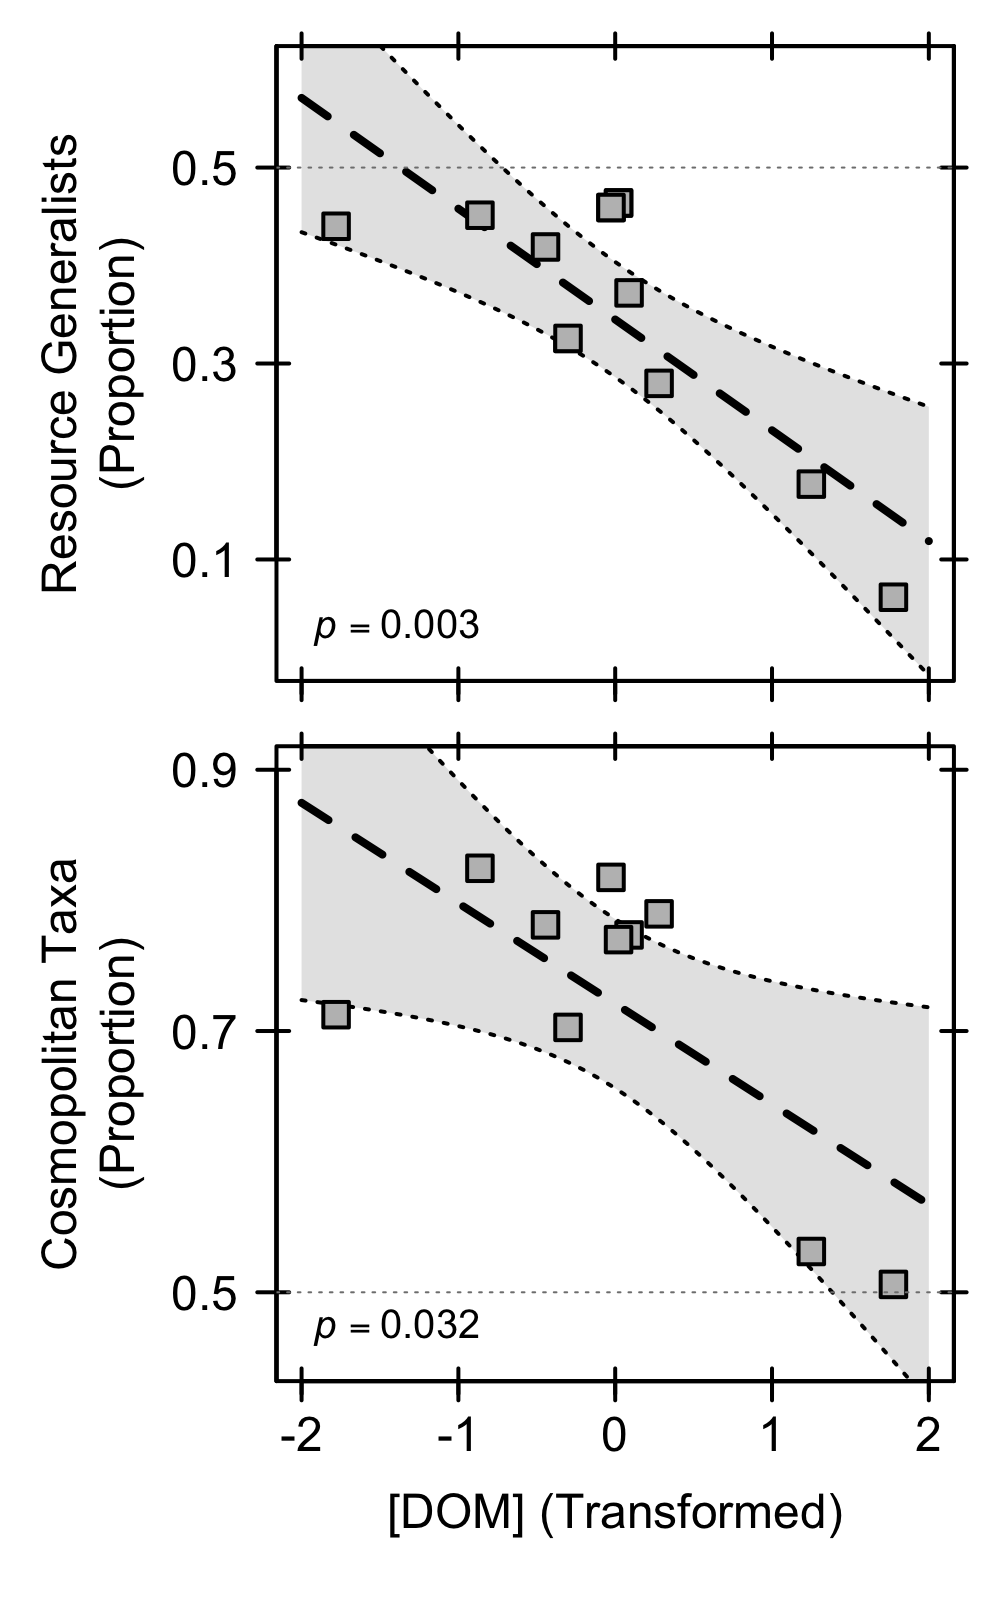 Resource Generalists
(Proportion)
0.5
0.3
0.1
p = 0.003
Cosmopolitan Taxa
(Proportion)
0.9
0.7
0.5
p = 0.032
-2 -1 0 1 2
[DOM] (Transformed)